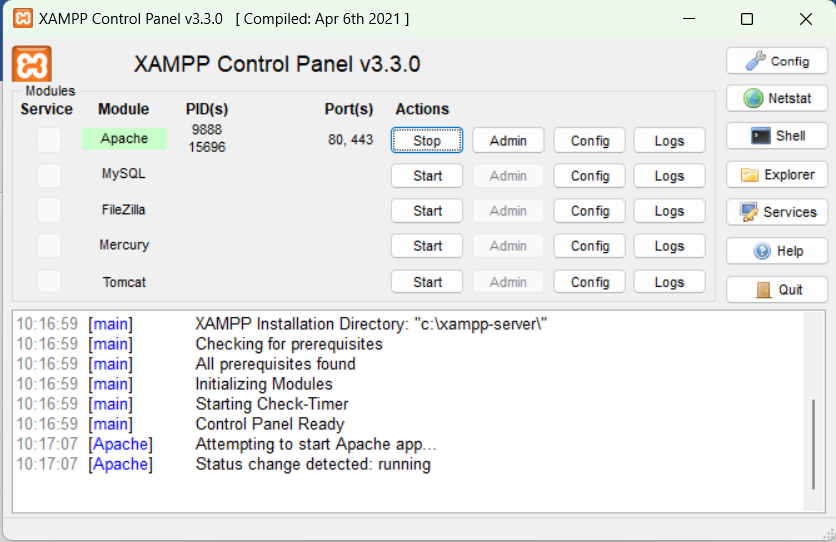 XAMPP Control Panel v3.3.0 [ Compiled: Apr 6th 2021 ]
XAMPP Control Panel v3.3.0
Config
Modules
Service Module PID(s) Port(s) Actions
Netstat
Apache 9888 15696 80, 443 Stop Admin Config Logs
Shell
MySQL Start Admin Config Logs
Explorer
FileZilla Start Admin Config Logs
Services
Mercury Start Admin Config Logs
Help
Tomcat Start Admin Config Logs
Quit
10:16:59 [main] XAMPP Installation Directory: "c:\xampp-server\"
10:16:59 [main] Checking for prerequisites
10:16:59 [main] All prerequisites found
10:16:59 [main] Initializing Modules
10:16:59 [main] Starting Check-Timer
10:16:59 [main] Control Panel Ready
10:17:07 [Apache] Attempting to start Apache app...
10:17:07 [Apache] Status change detected: running